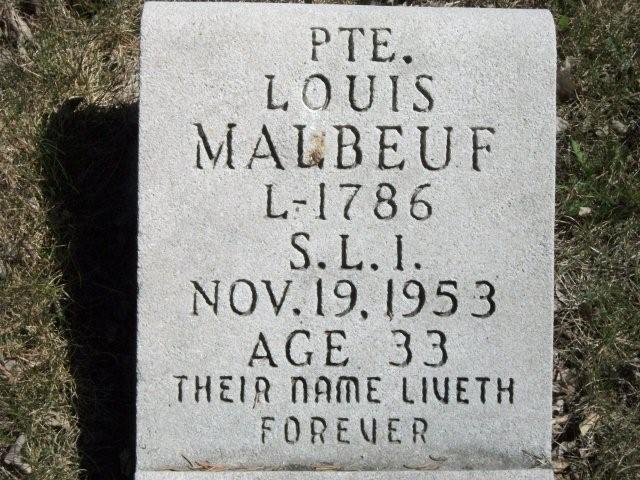 PTE.
LOUIS
MALBEUF
L-1786
S.L.I.
NOV. 19, 1953
AGE 33
THEIR NAME LIVETH
FOREVER